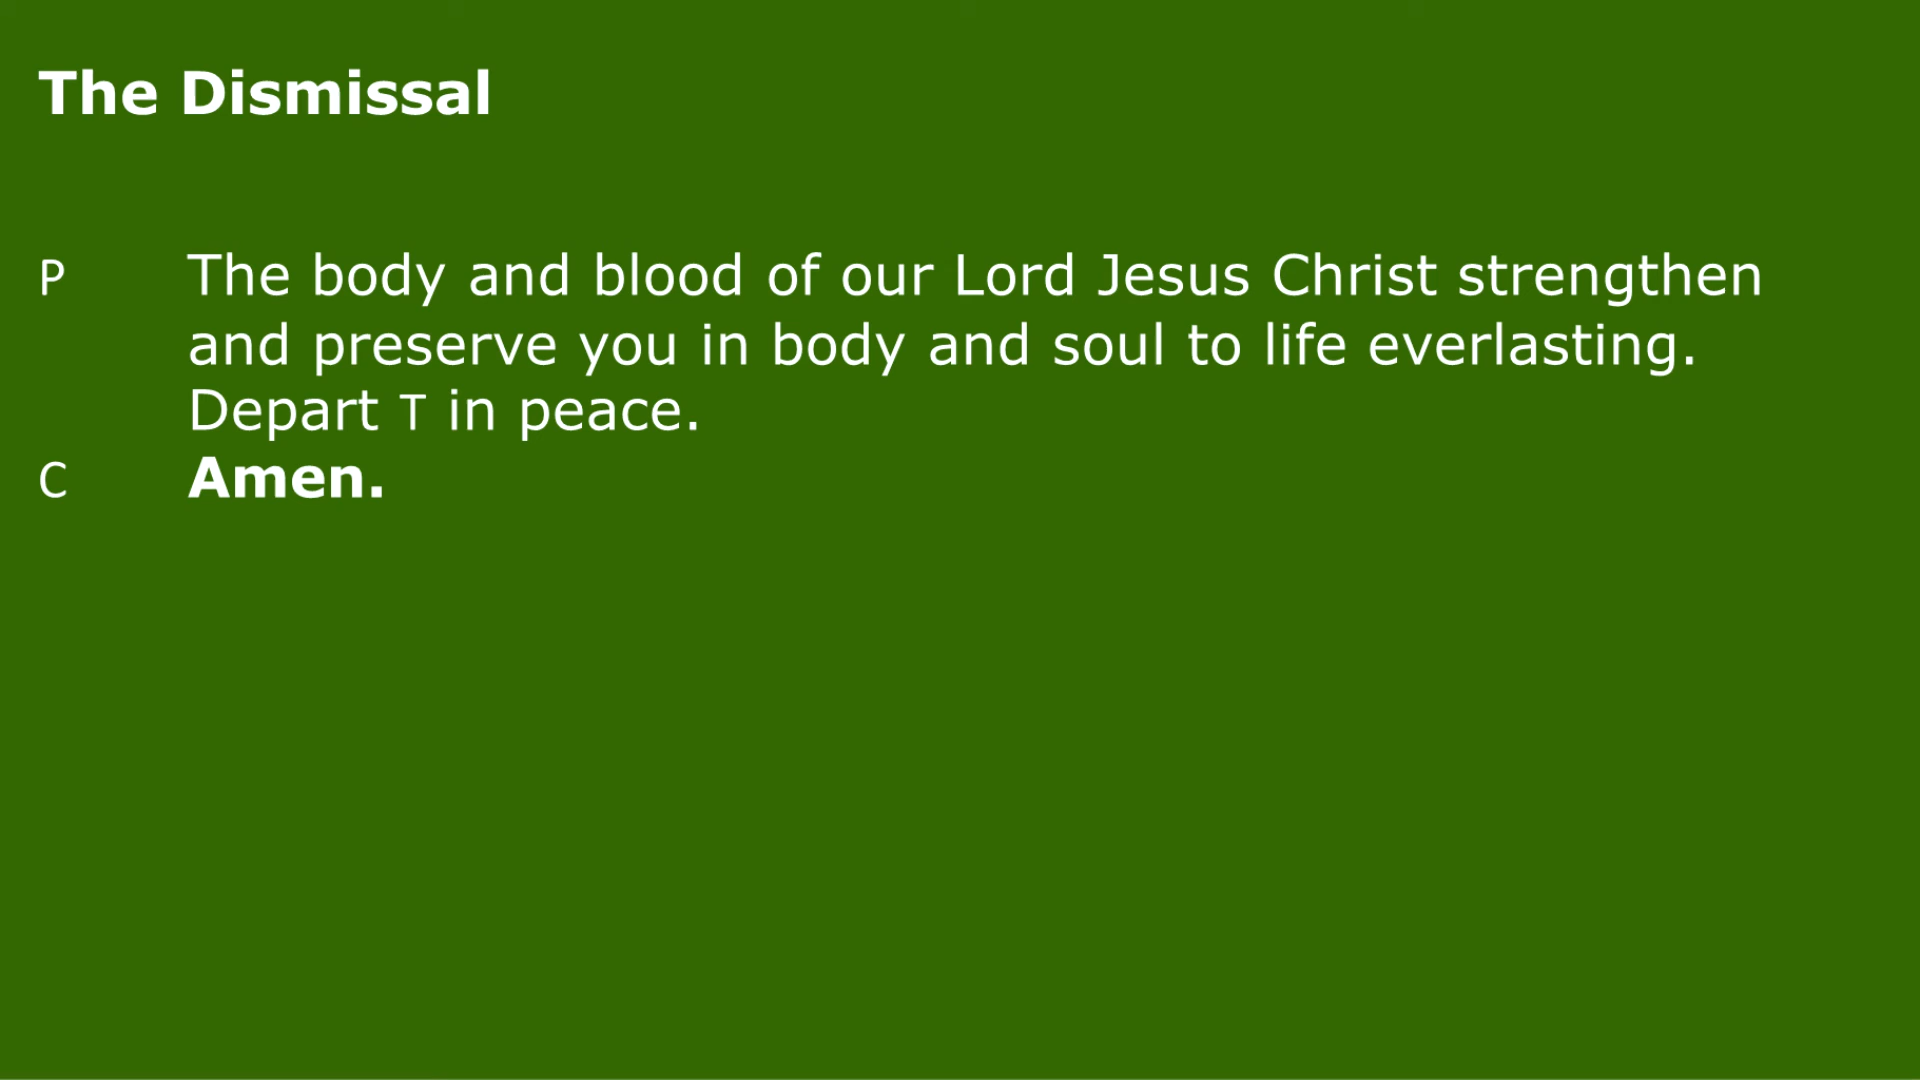 The Dismissal
P The body and blood of our Lord Jesus Christ strengthen
and preserve you in body and soul to life everlasting.
Depart T in peace.
C Amen.